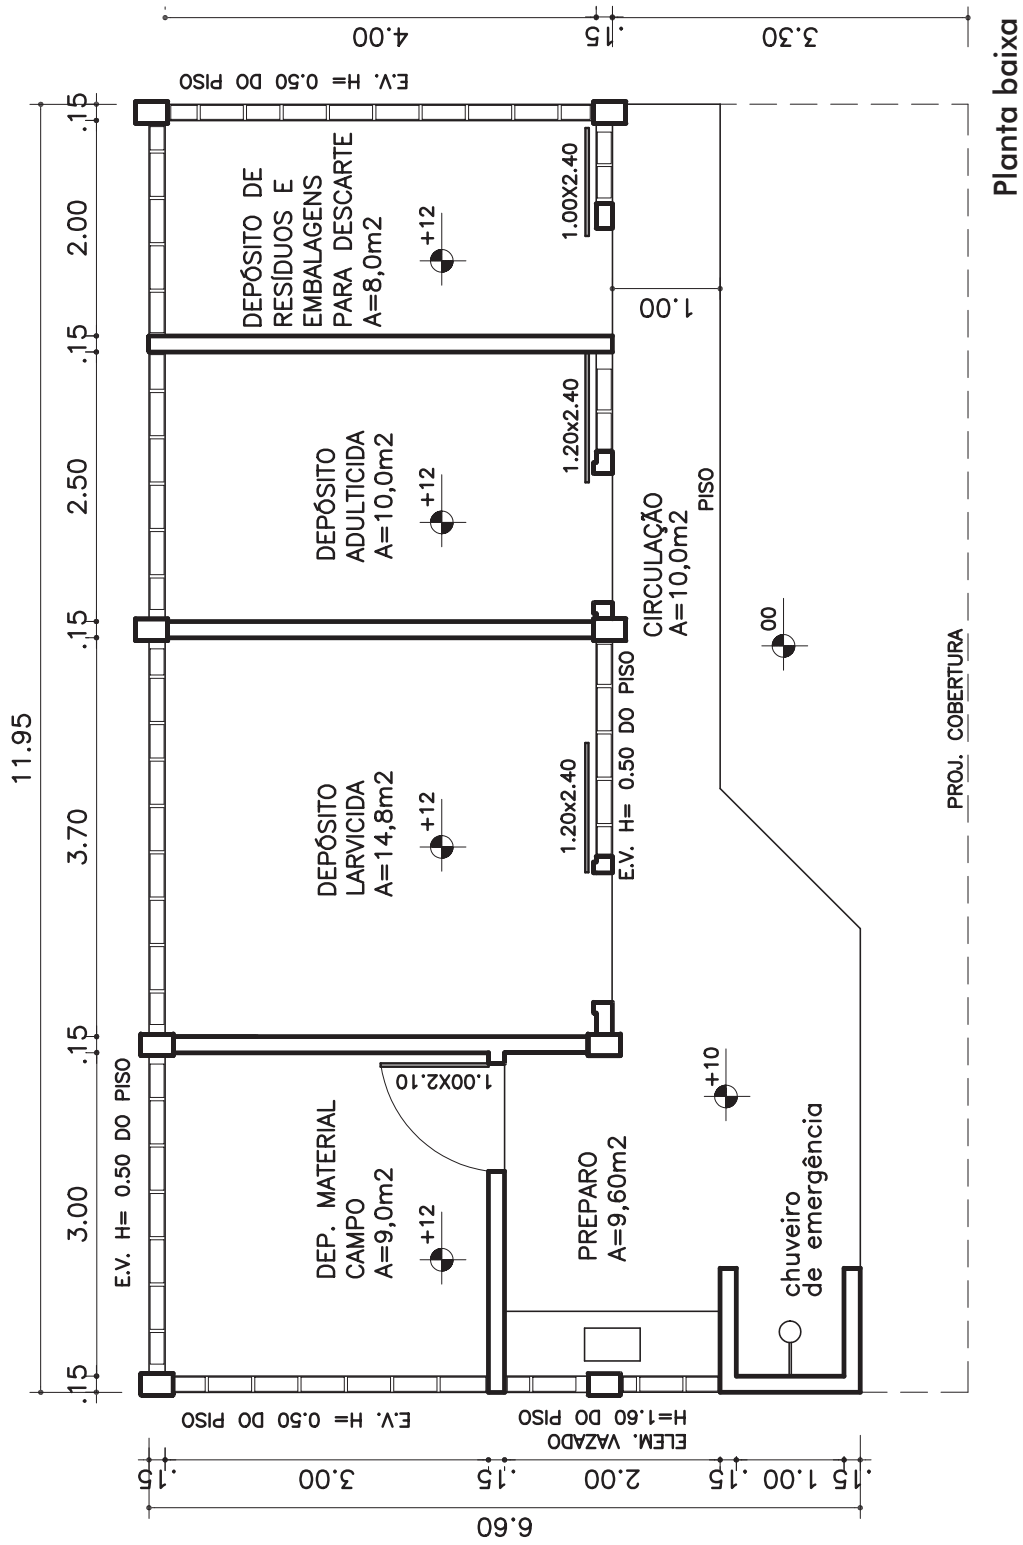 Planta baixa
11.95
.15
3.00
.15
3.70
.15
2.50
.15
2.00
.15
E.V. H= 0.50 DO PISO
6.60
.15
3.00
.15
2.00
.15
1.00
.15
E.V. H= 0.50 DO PISO
ELEM. VAZADO
H=1.60 DO PISO
DEP. MATERIAL
CAMPO
A=9,0m2
+12
1.00X2.10
DEPÓSITO
LARVICIDA
A=14,8m2
+12
1.20x2.40
E.V. H= 0.50 DO PISO
DEPÓSITO
ADULTICIDA
A=10,0m2
+12
1.20x2.40
DEPÓSITO DE
RESÍDUOS E
EMBALAGENS
PARA DESCARTE
A=8,0m2
+12
1.00X2.40
E.V. H= 0.50 DO PISO
4.00
.15
3.30
PREPARO
A=9,60m2
+10
chuveiro
de emergência
CIRCULAÇÃO
A=10,0m2
PISO
1.00
00
PROJ. COBERTURA